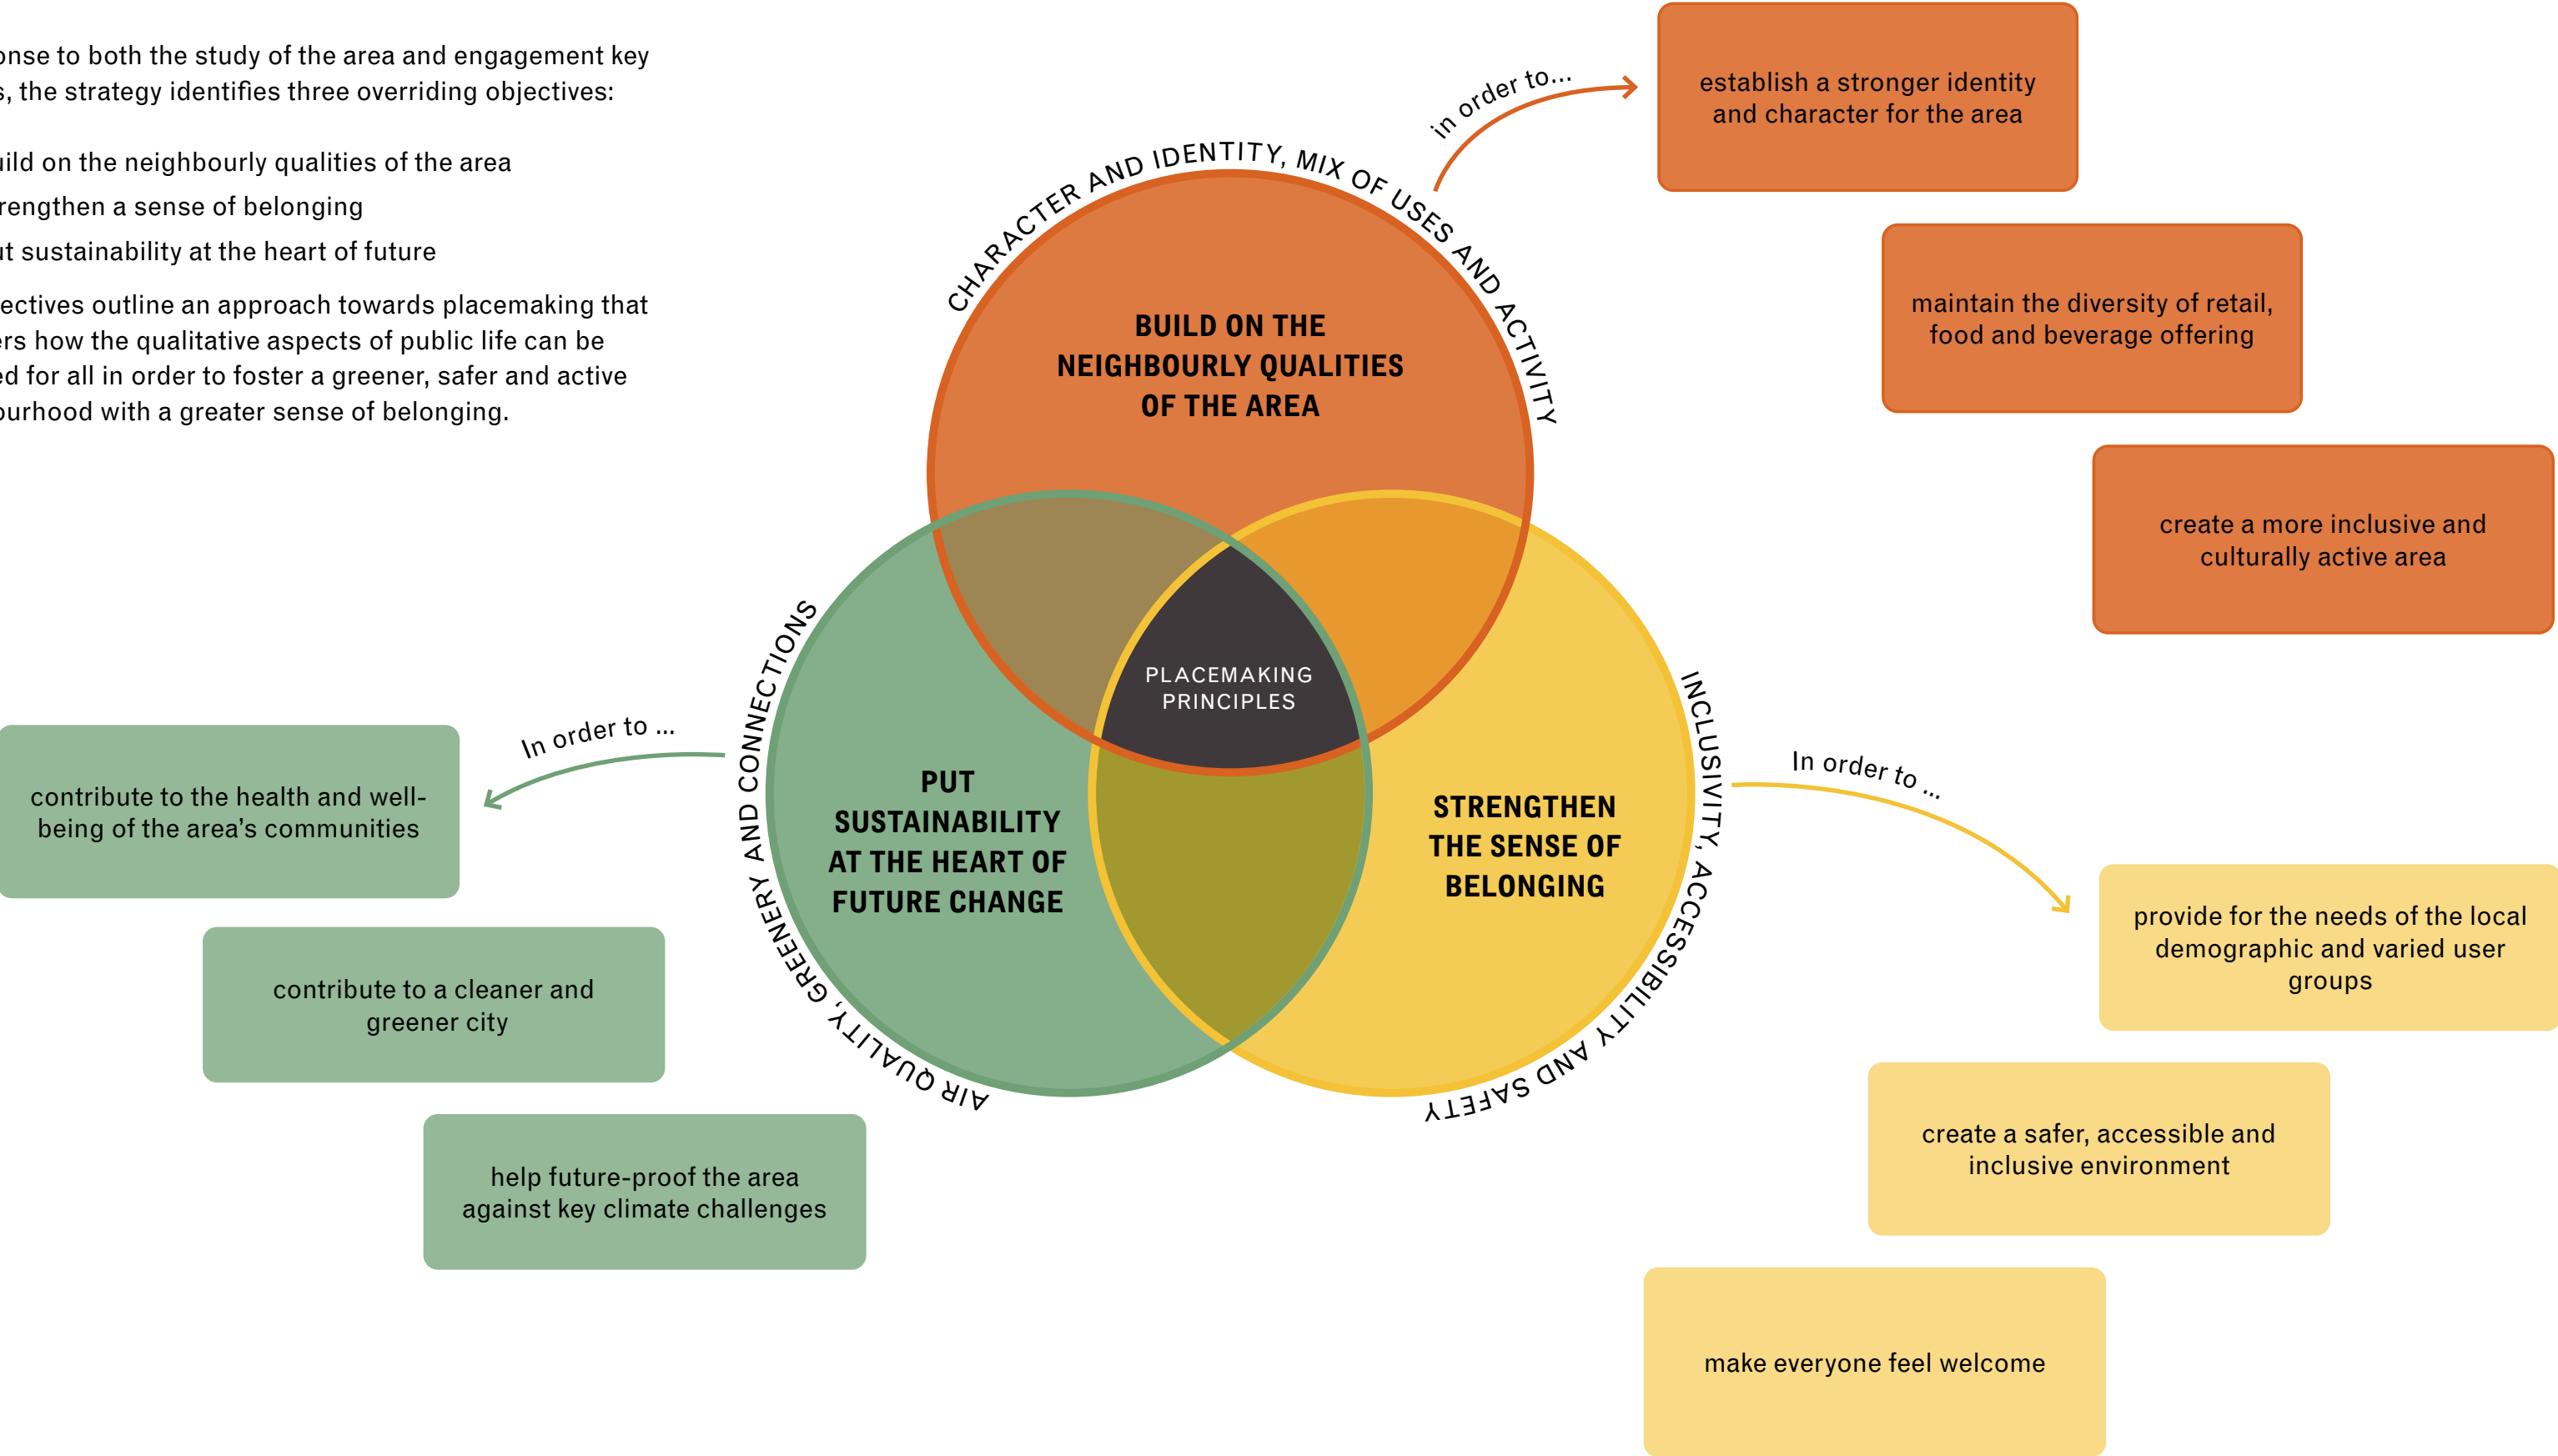 onse to both the study of the area and engagement key
s, the strategy identifies three overriding objectives:
uild on the neighbourly qualities of the area
rengthen a sense of belonging
ut sustainability at the heart of future
ectives outline an approach towards placemaking that
ers how the qualitative aspects of public life can be
ed for all in order to foster a greener, safer and active
ourhood with a greater sense of belonging.
CHARACTER AND IDENTITY, MIX OF USES AND ACTIVITY
BUILD ON THE
NEIGHBOURLY QUALITIES
OF THE AREA
in order to...
establish a stronger identity
and character for the area
maintain the diversity of retail,
food and beverage offering
create a more inclusive and
culturally active area
PLACEMAKING
PRINCIPLES
AIR QUALITY, GREENERY AND CONNECTIONS
PUT
SUSTAINABILITY
AT THE HEART OF
FUTURE CHANGE
In order to ...
contribute to the health and well-
being of the area's communities
contribute to a cleaner and
greener city
help future-proof the area
against key climate challenges
INCLUSIVITY, ACCESSIBILITY AND SAFETY
STRENGTHEN
THE SENSE OF
BELONGING
In order to ...
provide for the needs of the local
demographic and varied user
groups
create a safer, accessible and
inclusive environment
make everyone feel welcome